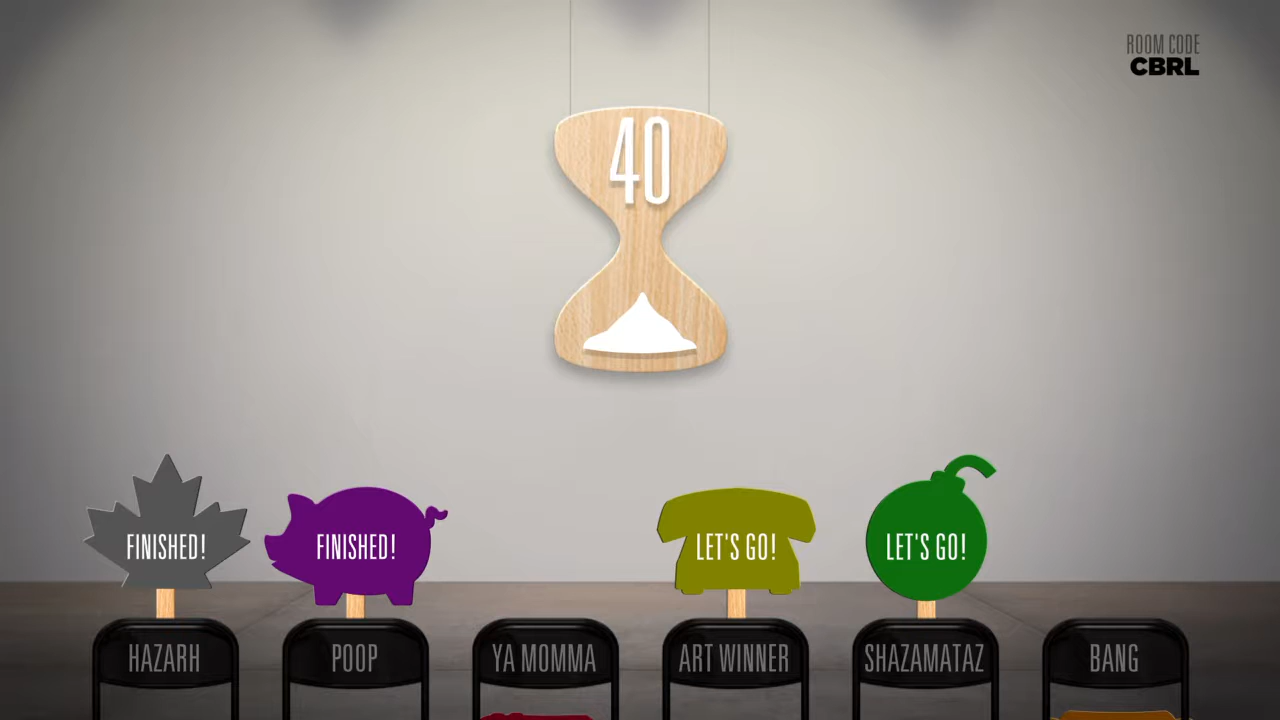 ROOM CODE
CBRL
40
FINISHED!
FINISHED!
LET'S GO!
LET'S GO!
HAZARH
POOP
YA MOMMA
ART WINNER
SHAZAMATAZ
BANG